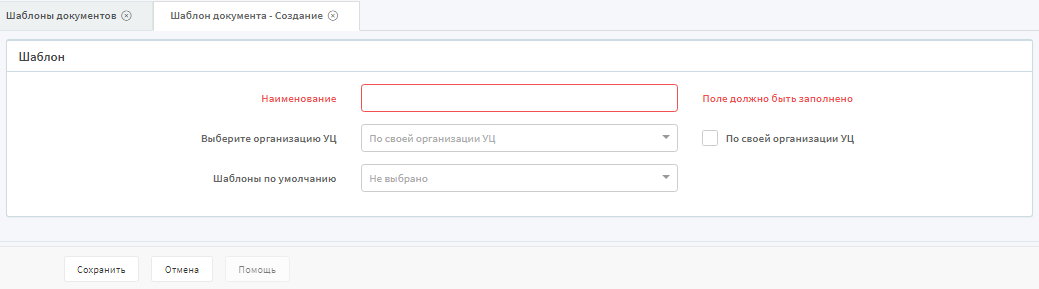 Шаблоны документов
Шаблон документа - Создание
Шаблон
Наименование
Поле должно быть заполнено
Выберите организацию УЦ
По своей организации УЦ
По своей организации УЦ
Шаблоны по умолчанию
Не выбрано
Сохранить
Отмена
Помощь